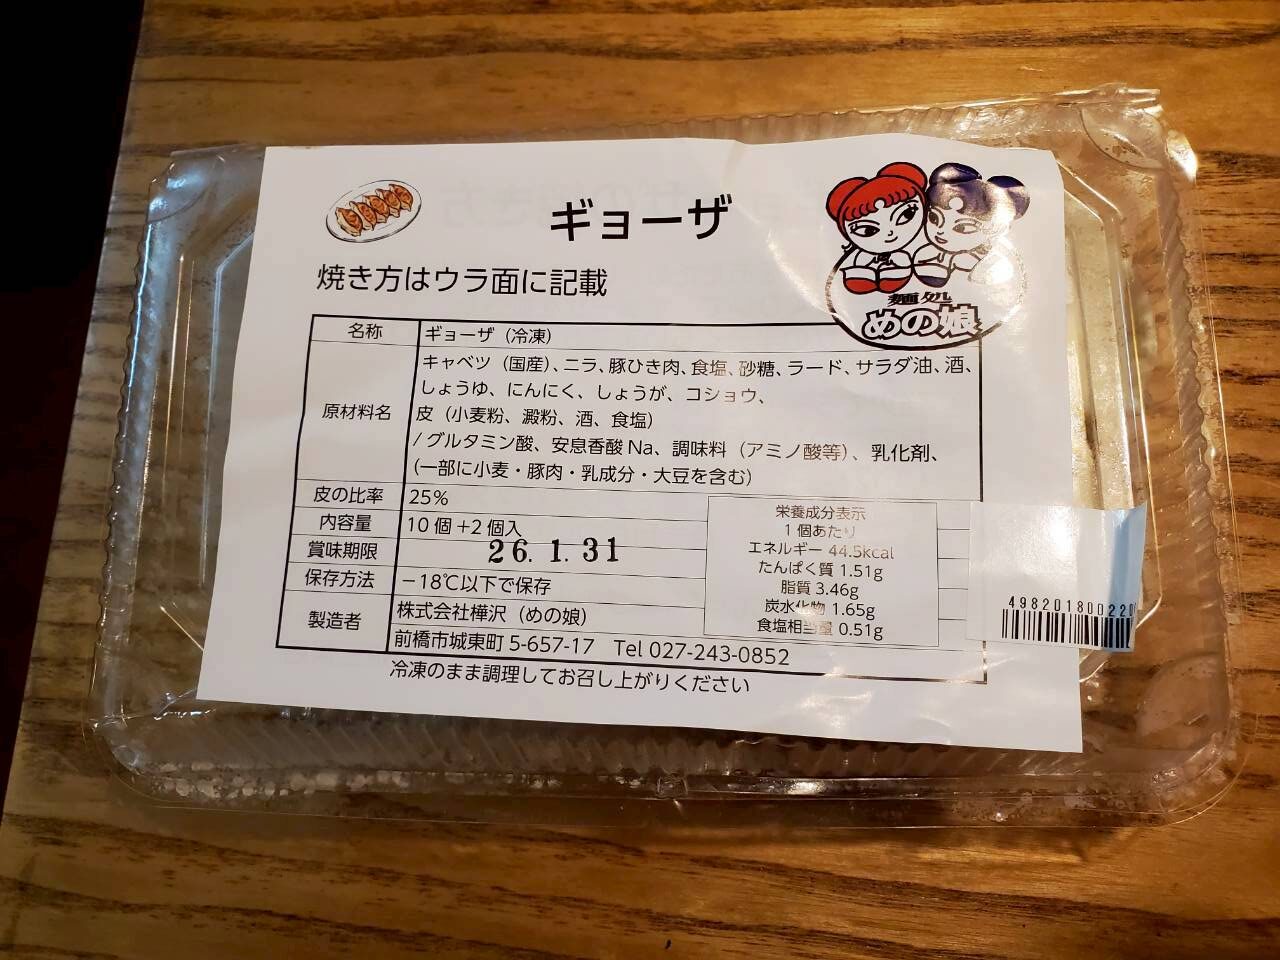 ギョーザ
麺処
めの娘
焼き方はウラ面に記載
名称 ギョーザ（冷凍）
原材料名 キャベツ（国産）、ニラ、豚ひき肉、食塩、砂糖、ラード、サラダ油、酒、
しょうゆ、にんにく、しょうが、コショウ、
皮（小麦粉、澱粉、酒、食塩）
/グルタミン酸、安息香酸Na、調味料（アミノ酸等）、乳化剤、
（一部に小麦・豚肉・乳成分・大豆を含む）
皮の比率 25%
内容量 10個+2個入
賞味期限 26.1.31
保存方法 －18℃以下で保存
製造者 株式会社樺沢（めの娘）
前橋市城東町5-657-17 Tel 027-243-0852
冷凍のまま調理してお召し上がりください
栄養成分表示
1個あたり
エネルギー 44.5kcal
たんぱく質 1.51g
脂質 3.46g
炭水化物 1.65g
食塩相当量 0.51g
498201800220